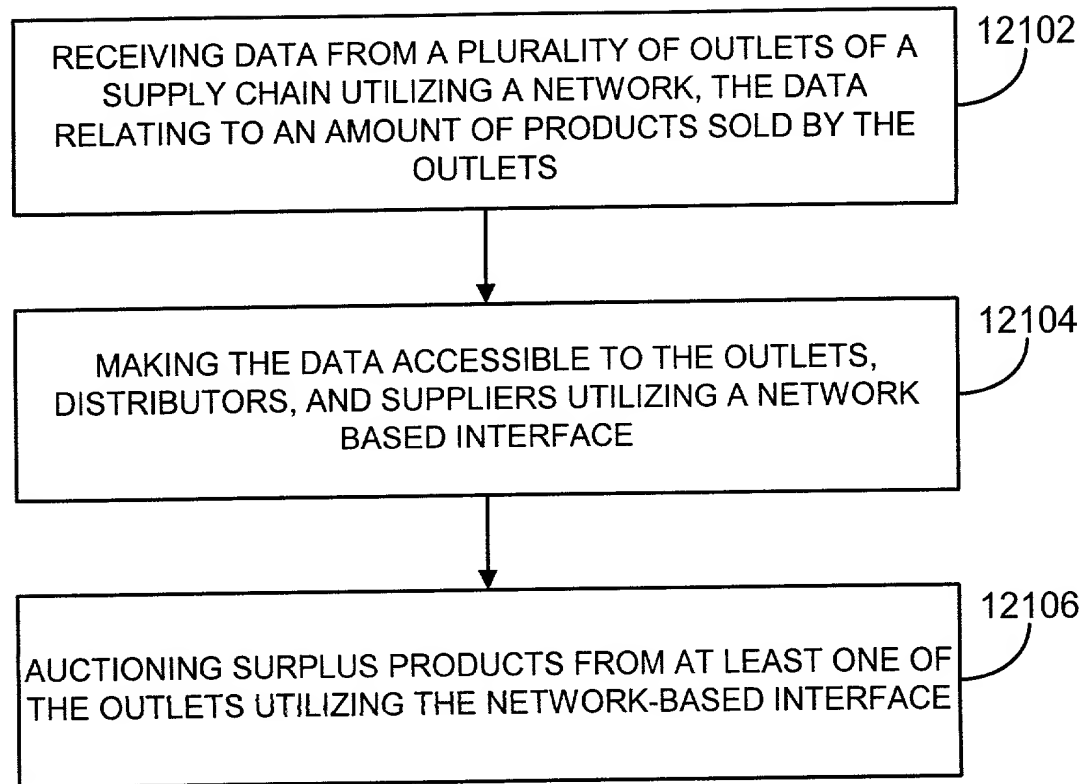 RECEIVING DATA FROM A PLURALITY OF OUTLETS OF A
SUPPLY CHAIN UTILIZING A NETWORK, THE DATA
RELATING TO AN AMOUNT OF PRODUCTS SOLD BY THE
OUTLETS
12102
MAKING THE DATA ACCESSIBLE TO THE OUTLETS,
DISTRIBUTORS, AND SUPPLIERS UTILIZING A NETWORK
BASED INTERFACE
12104
AUCTIONING SURPLUS PRODUCTS FROM AT LEAST ONE OF
THE OUTLETS UTILIZING THE NETWORK-BASED INTERFACE
12106